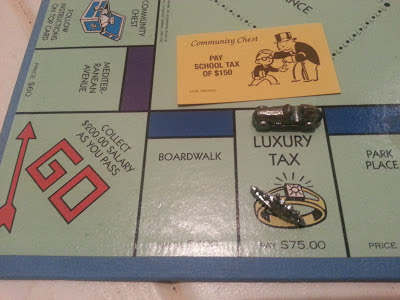 FOLLOW
INSTRUCTIONS
ON TOP CARD
COMMUNITY
CHEST
ANCE
Community Chest
PAY
SCHOOL TAX
OF $150
PRICE $60
MEDITER-
RANEAN
AVENUE
COLLECT
$200.00 SALARY
AS YOU PASS
GO
BOARDWALK
LUXURY
TAX
PAY $75.00
PARK
PLACE
PRICE